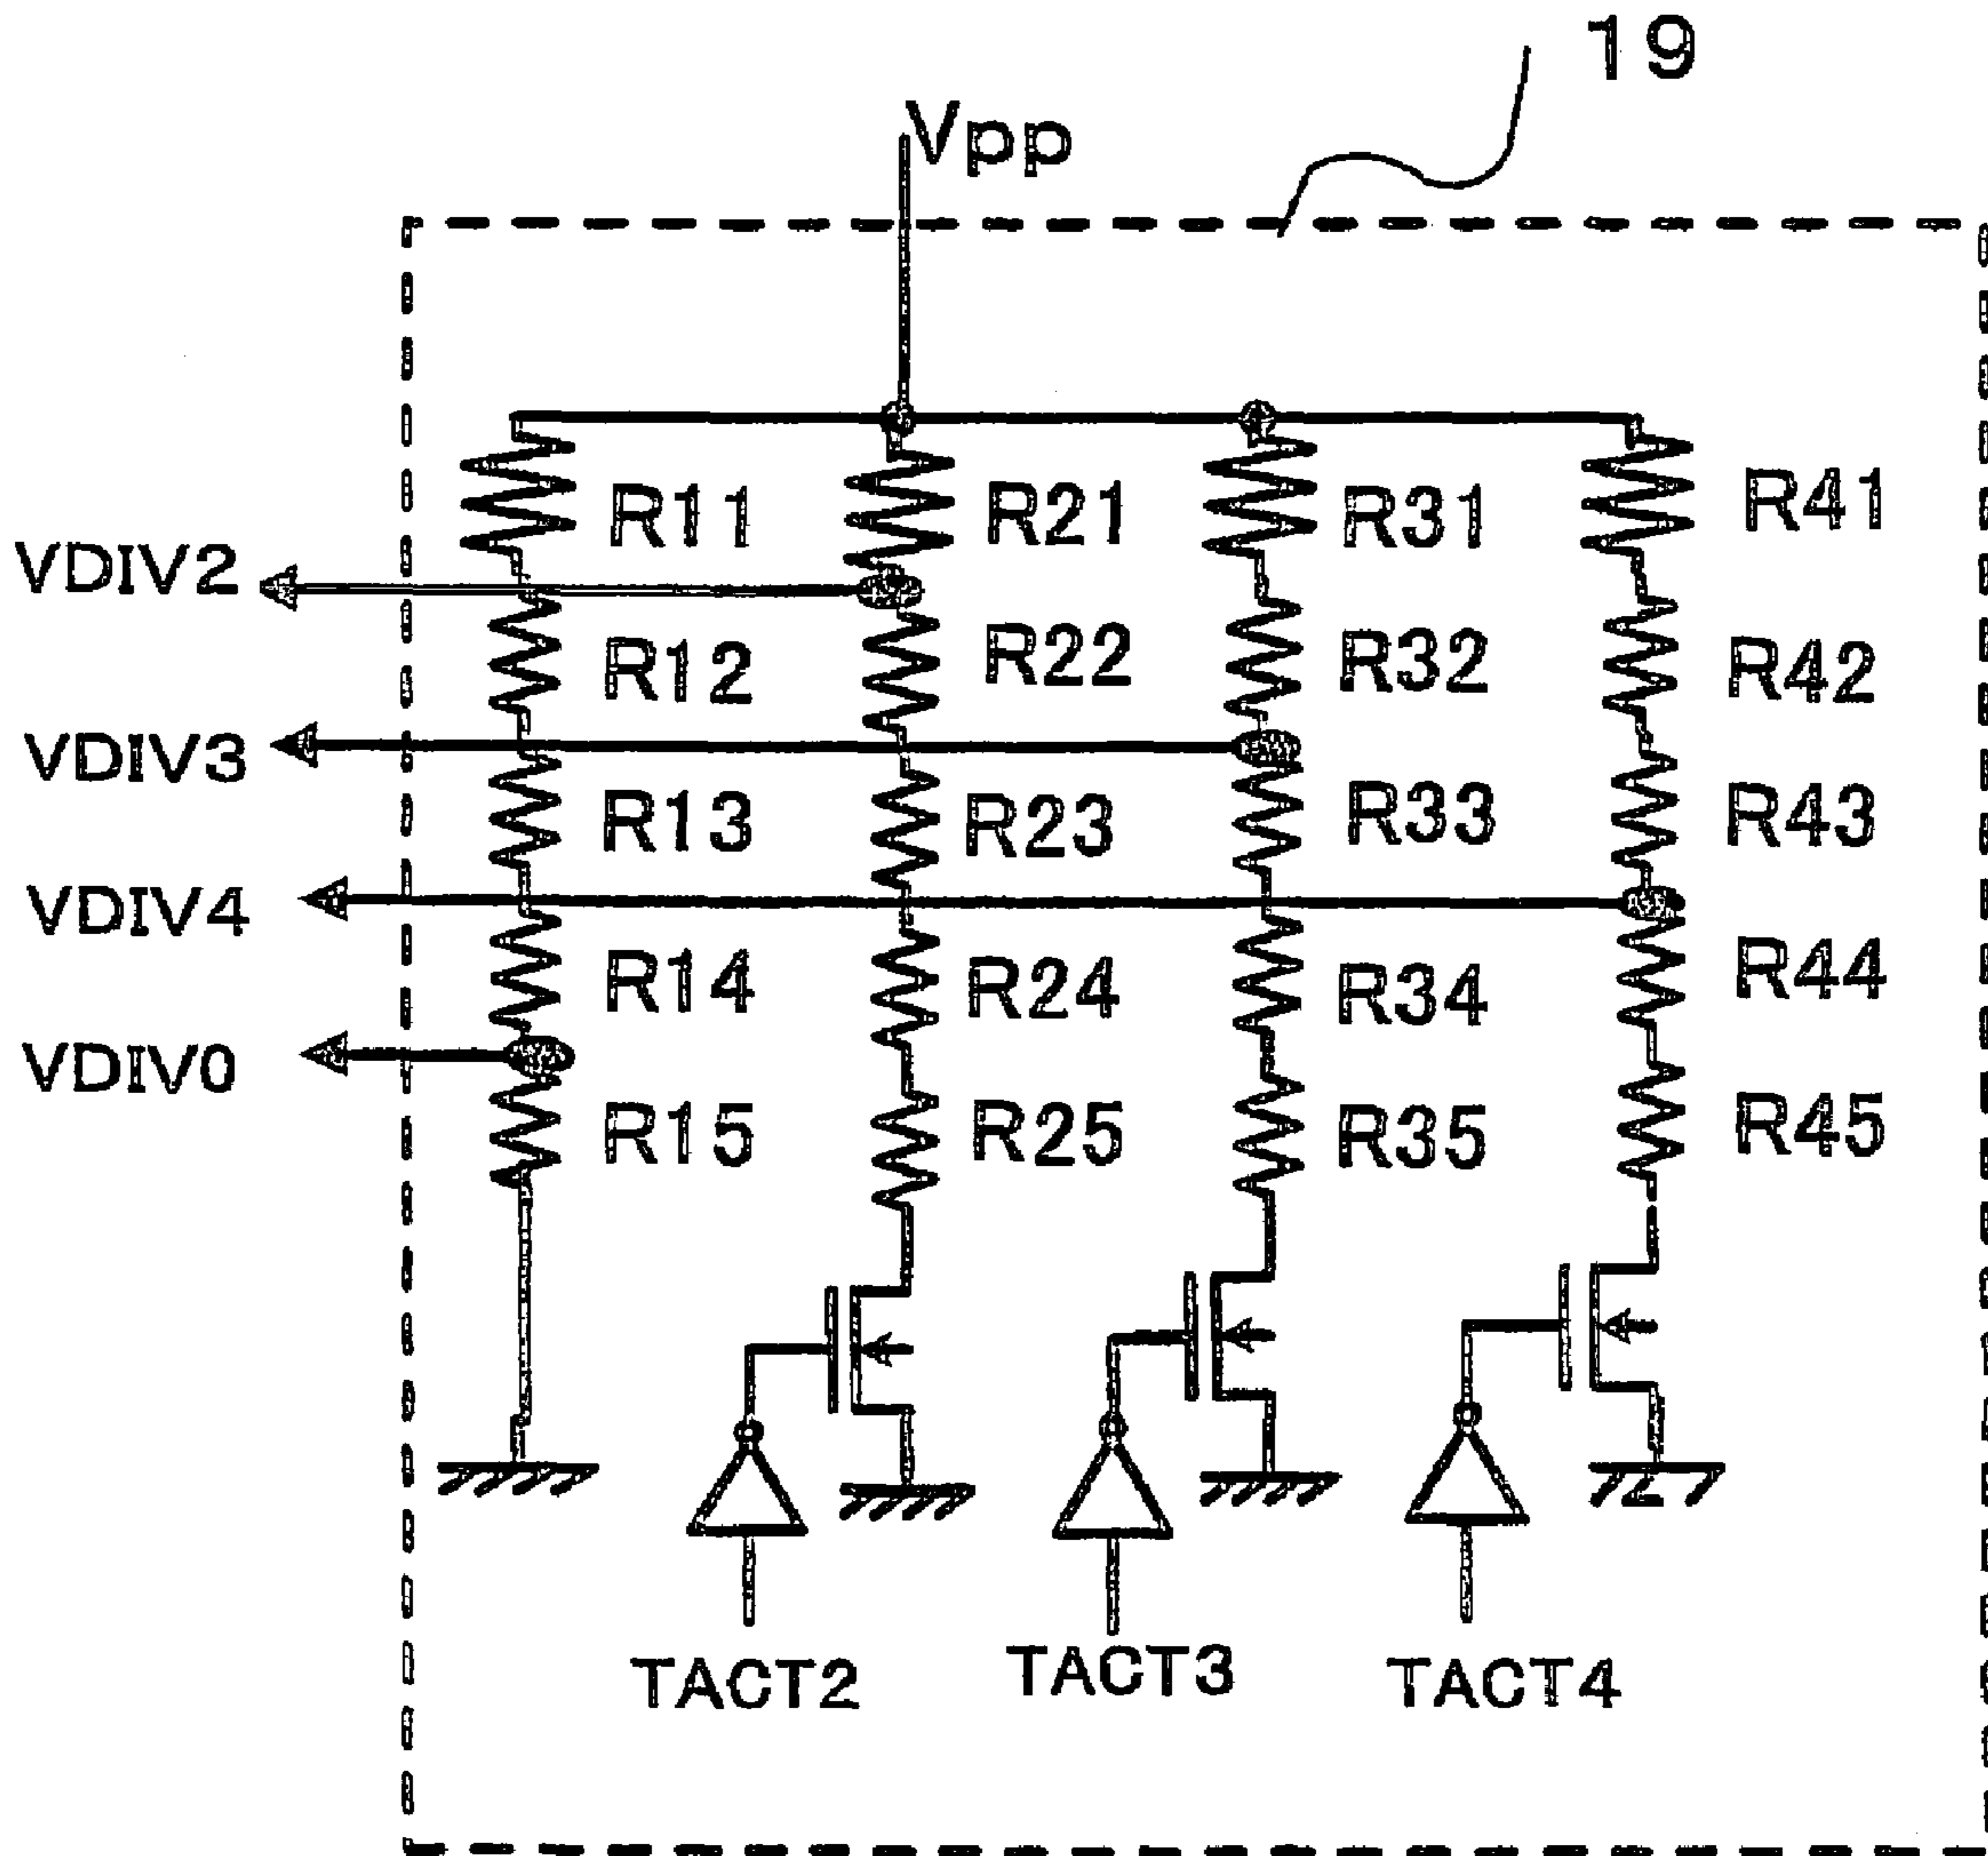 19
Vpp
R11 R21 R31 R41
VDIV2
R12 R22 R32 R42
VDIV3
R13 R23 R33 R43
VDIV4
R14 R24 R34 R44
VDIV0
R15 R25 R35 R45
TACT2 TACT3 TACT4